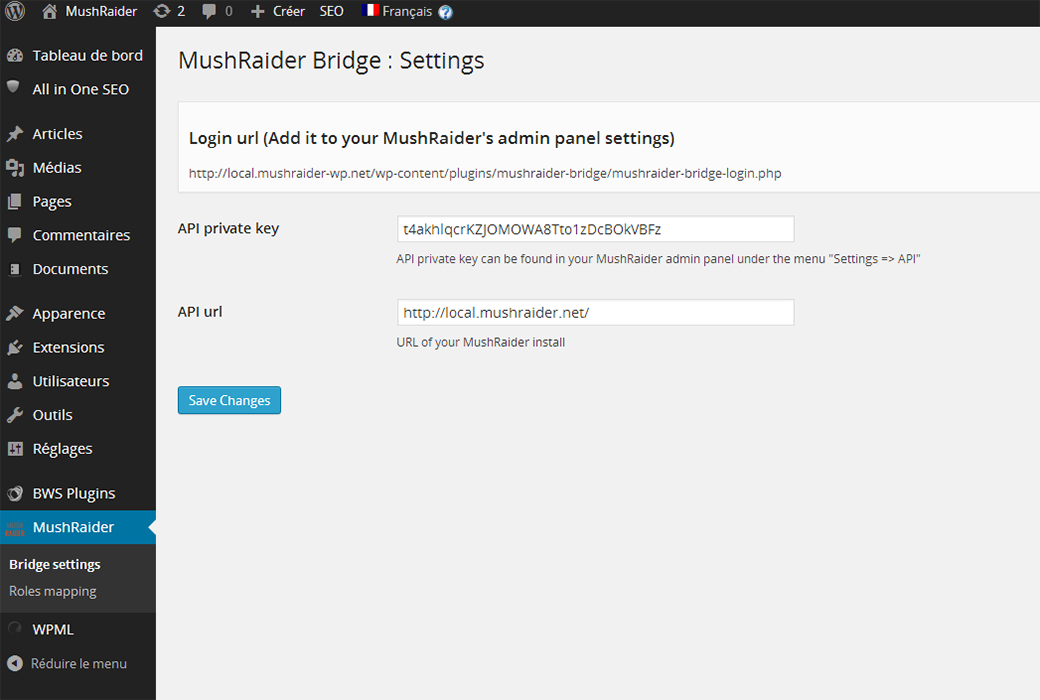 MushRaider 2 0 Créer SEO Français ?
Tableau de bord
All in One SEO
Articles
Médias
Pages
Commentaires
Documents
Apparence
Extensions
Utilisateurs
Outils
Réglages
BWS Plugins
MushRaider
Bridge settings
Roles mapping
WPML
Réduire le menu
MushRaider Bridge : Settings
Login url (Add it to your MushRaider's admin panel settings)
http://local.mushraider-wp.net/wp-content/plugins/mushraider-bridge/mushraider-bridge-login.php
API private key
t4akhlqcrKZJOMOWA8Tto1zDcBOkVBFz
API private key can be found in your MushRaider admin panel under the menu "Settings => API"
API url
http://local.mushraider.net/
URL of your MushRaider install
Save Changes